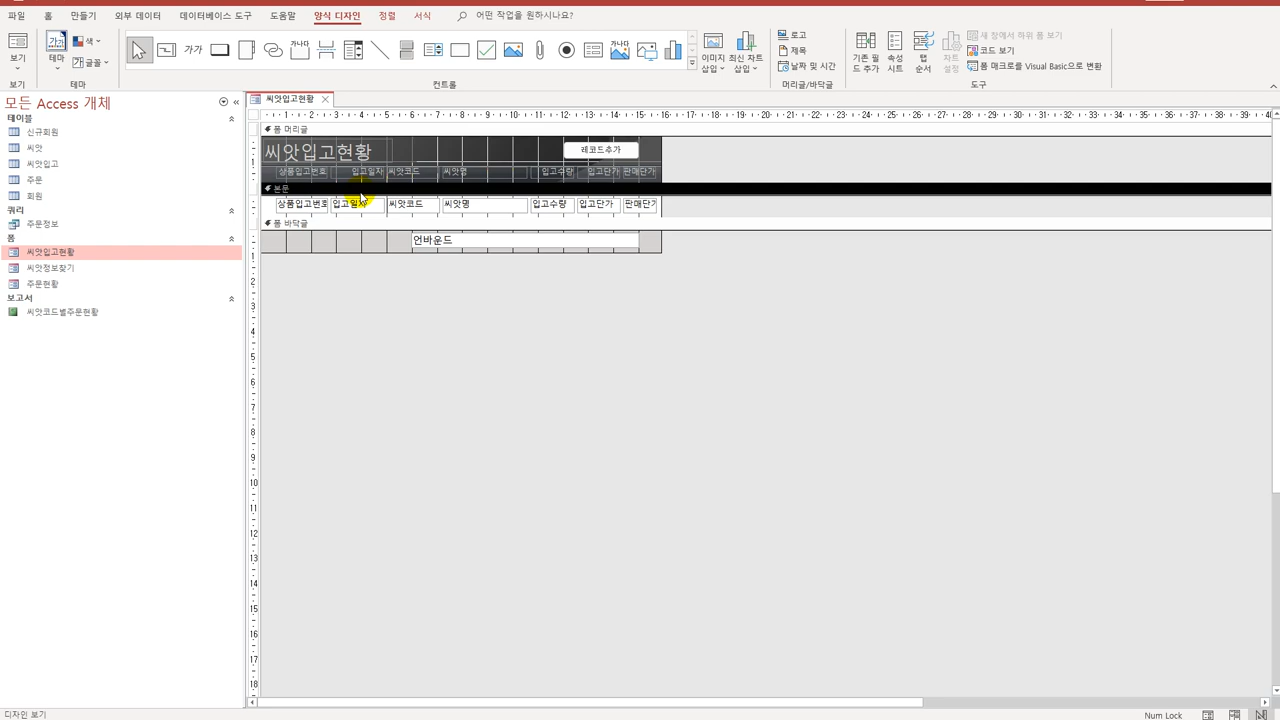 파일 홈 만들기 외부 데이터 데이터베이스 도구 도움말 양식 디자인 정렬 서식 어떤 작업을 원하시나요?
보기 테마 색 글꼴 가가 가나다 이미지 삽입 최신 차트 삽입 로고 제목 날짜 및 시간 기존 필드 추가 속성 시트 탭 순서 차트 설정 새 창에서 하위 폼 보기 코드 보기 폼 매크로를 Visual Basic으로 변환
보기 테마 컨트롤 머리글/바닥글 도구
모든 Access 개체
테이블
신규회원
씨앗
씨앗입고
주문
회원
쿼리
주문정보
폼
씨앗입고현황
씨앗정보찾기
주문현황
보고서
씨앗코드별주문현황
씨앗입고현황
폼 머리글
씨앗입고현황 레코드추가
상품입고번호 입고일자 씨앗코드 씨앗명 입고수량 입고단가 판매단가
본문
상품입고번호 입고일자 씨앗코드 씨앗명 입고수량 입고단가 판매단가
폼 바닥글
언바운드
디자인 보기 Num Lock